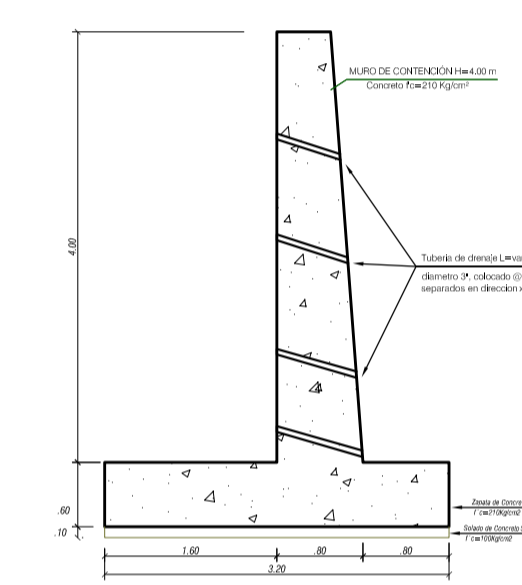 MURO DE CONTENCIÓN H=4.00 m
Concreto f'c=210 Kg/cm²
4.00
Tuberia de drenaje L=va
diametro 3", colocado @
separados en direccion x
Zapata de Concre
f'c=210Kg/cm2
.60
Solado de Concreto
f'c=100Kg/cm2
.10
1.60
.80
.80
3.20